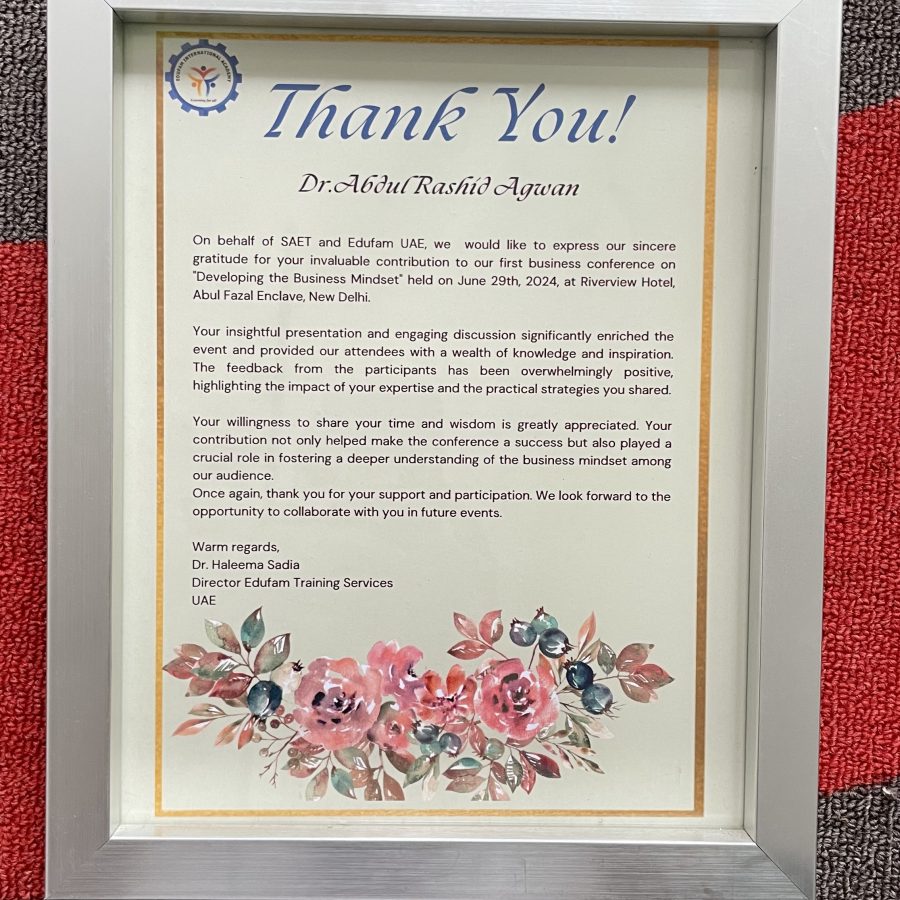 EDUFAM INTERNATIONAL ACADEMY
Learning for all
Thank You!
Dr.Abdul Rashid Agwan
On behalf of SAET and Edufam UAE, we would like to express our sincere
gratitude for your invaluable contribution to our first business conference on
"Developing the Business Mindset" held on June 29th, 2024, at Riverview Hotel,
Abul Fazal Enclave, New Delhi.
Your insightful presentation and engaging discussion significantly enriched the
event and provided our attendees with a wealth of knowledge and inspiration.
The feedback from the participants has been overwhelmingly positive,
highlighting the impact of your expertise and the practical strategies you shared.
Your willingness to share your time and wisdom is greatly appreciated. Your
contribution not only helped make the conference a success but also played a
crucial role in fostering a deeper understanding of the business mindset among
our audience.
Once again, thank you for your support and participation. We look forward to the
opportunity to collaborate with you in future events.
Warm regards,
Dr. Haleema Sadia
Director Edufam Training Services
UAE